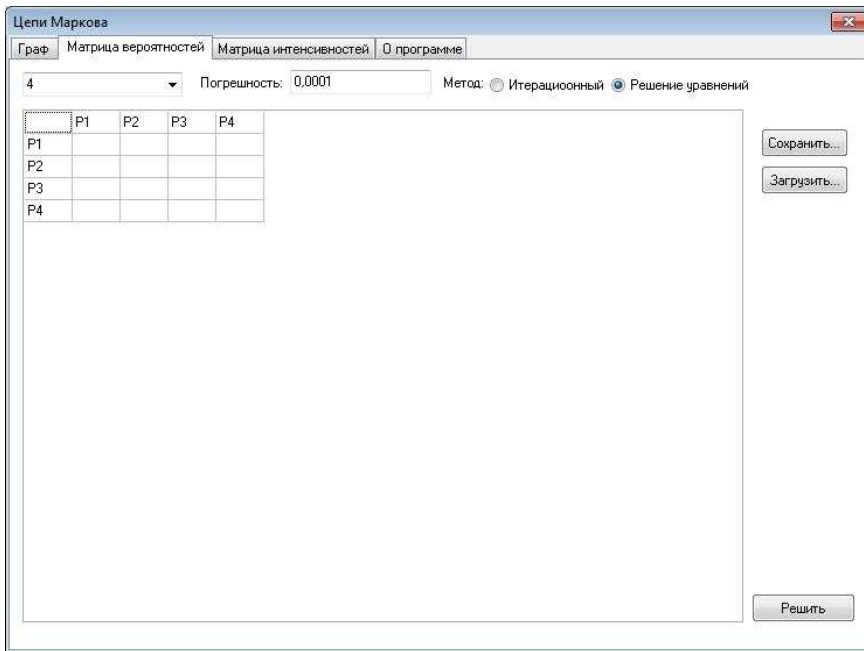 Цепи Маркова
Граф Матрица вероятностей Матрица интенсивностей О программе
4 Погрешность: 0,0001 Метод: Итерациоонный Решение уравнений
P1 P2 P3 P4
P1
P2
P3
P4
Сохранить...
Загрузить...
Решить